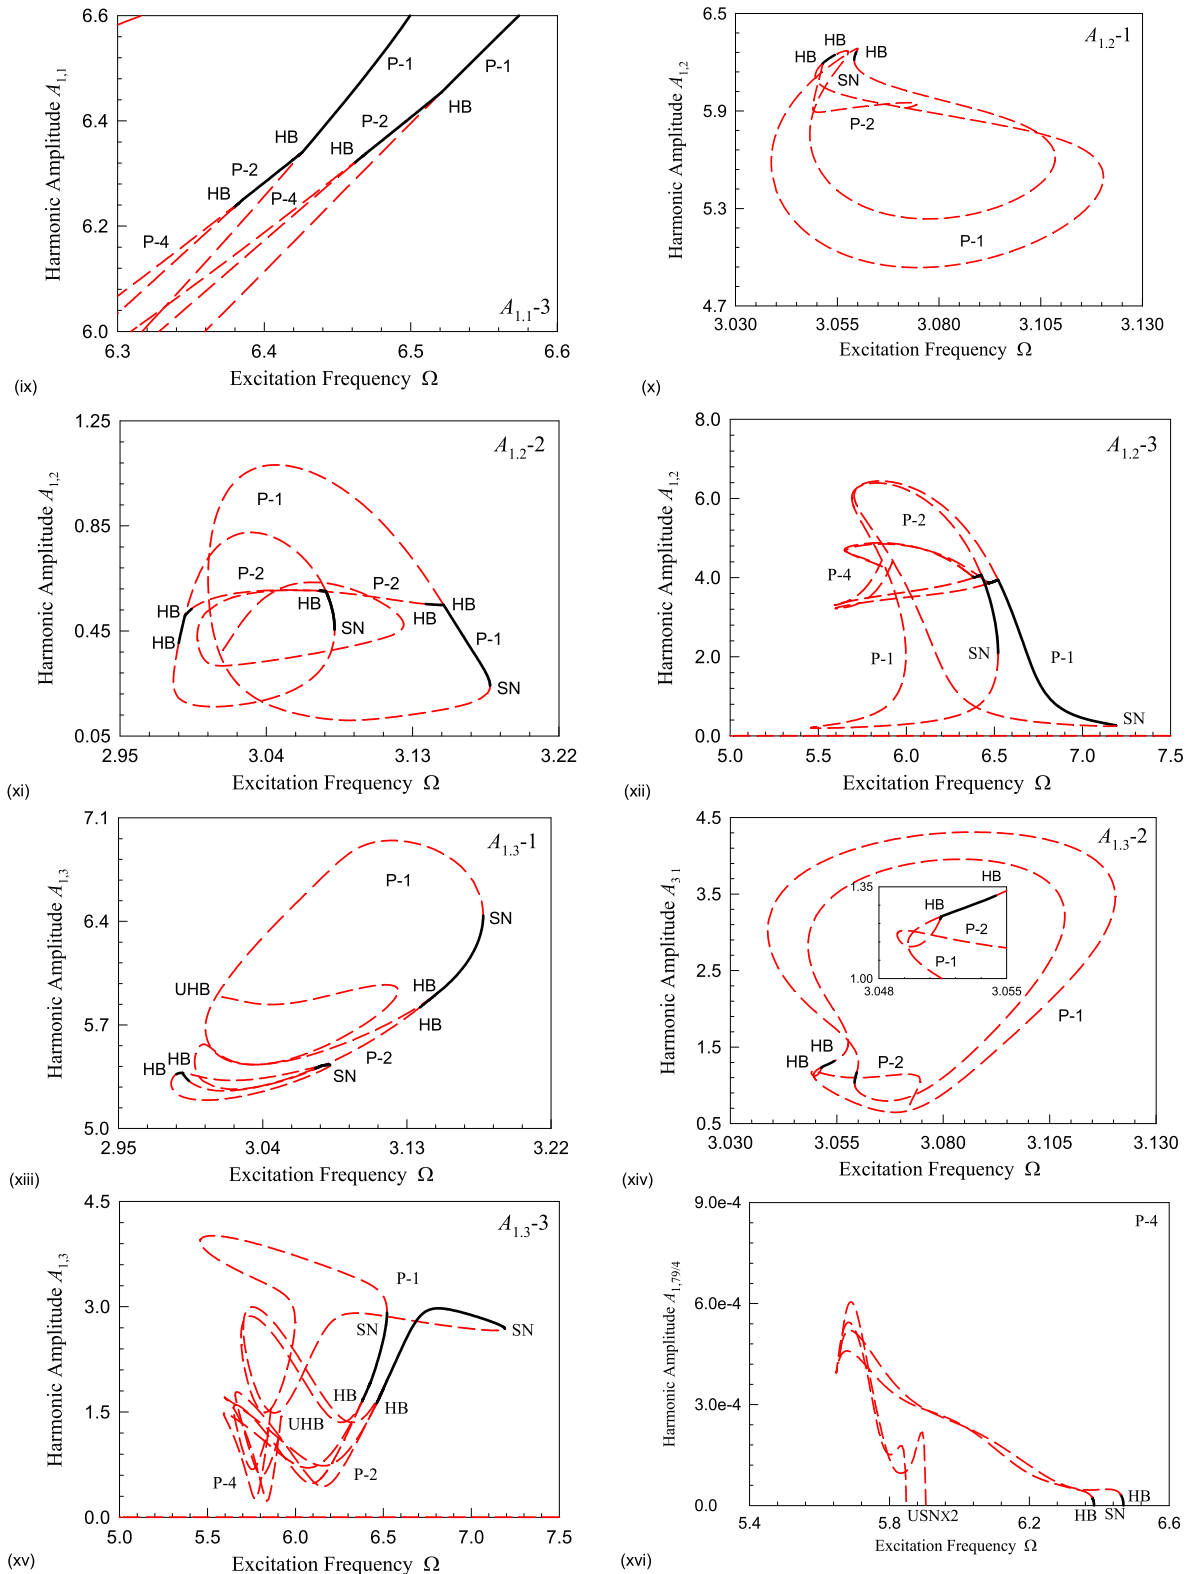 6.6
6.4
6.2
6.0
6.3
6.4
6.5
6.6
Harmonic Amplitude A1,1
Excitation Frequency Ω
P-1
P-1
HB
HB
P-2
HB
P-2
HB
P-4
P-4
A1.1-3
(ix)
6.5
5.9
5.3
4.7
3.030
3.055
3.080
3.105
3.130
Harmonic Amplitude A1,2
Excitation Frequency Ω
A1.2-1
HB
HB
SN
P-2
P-1
(x)
1.25
0.85
0.45
0.05
2.95
3.04
3.13
3.22
Harmonic Amplitude A1,2
Excitation Frequency Ω
A1.2-2
P-1
P-2
P-2
HB
HB
HB
HB
HB
SN
P-1
SN
(xi)
8.0
6.0
4.0
2.0
0.0
5.0
5.5
6.0
6.5
7.0
7.5
Harmonic Amplitude A1,2
Excitation Frequency Ω
A1.2-3
P-2
P-4
P-1
SN
P-1
SN
(xii)
7.1
6.4
5.7
5.0
2.95
3.04
3.13
3.22
Harmonic Amplitude A1,3
Excitation Frequency Ω
A1.3-1
P-1
SN
UHB
HB
HB
HB
HB
P-2
SN
(xiii)
4.5
3.5
2.5
1.5
0.5
3.030
3.055
3.080
3.105
3.130
Harmonic Amplitude A3 1
Excitation Frequency Ω
A1.3-2
HB
1.35
HB
P-2
P-1
1.00
3.048
3.055
P-1
HB
HB
P-2
(xiv)
4.5
3.0
1.5
0.0
5.0
5.5
6.0
6.5
7.0
7.5
Harmonic Amplitude A1,3
Excitation Frequency Ω
A1.3-3
P-1
SN
SN
HB
HB
UHB
P-4
P-2
(xv)
9.0e-4
6.0e-4
3.0e-4
0.0
5.4
5.8
6.2
6.6
Harmonic Amplitude A1,79/4
Excitation Frequency Ω
P-4
USNX2
HB
SN
HB
(xvi)